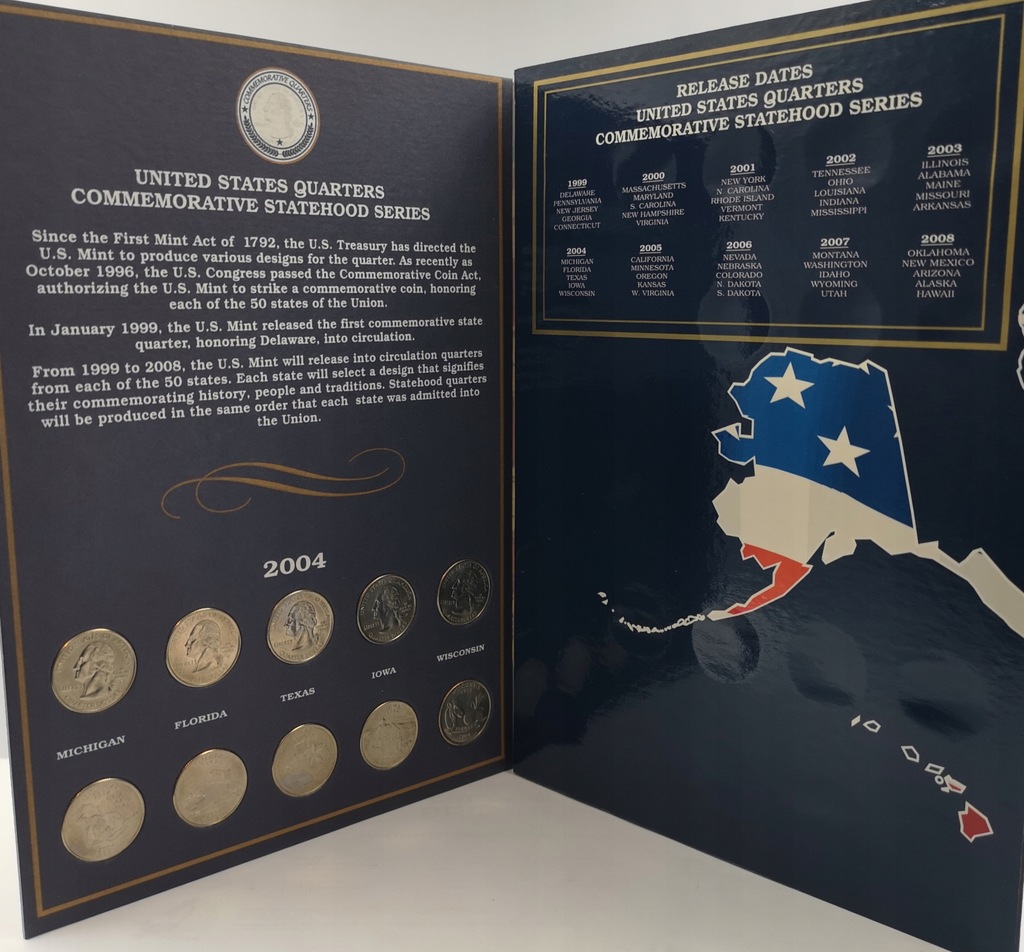 COMMEMORATIVE QUARTERS
UNITED STATES QUARTERS
COMMEMORATIVE STATEHOOD SERIES
Since the First Mint Act of 1792, the U.S. Treasury has directed the
U.S. Mint to produce various designs for the quarter. As recently as
October 1996, the U.S. Congress passed the Commemorative Coin Act,
authorizing the U.S. Mint to strike a commemorative coin, honoring
each of the 50 states of the Union.
In January 1999, the U.S. Mint released the first commemorative state
quarter, honoring Delaware, into circulation.
From 1999 to 2008, the U.S. Mint will release into circulation quarters
from each of the 50 states. Each state will select a design that signifies
their commemorating history, people and traditions. Statehood quarters
will be produced in the same order that each state was admitted into
the Union.
2004
MICHIGAN
FLORIDA
TEXAS
IOWA
WISCONSIN
RELEASE DATES
UNITED STATES QUARTERS
COMMEMORATIVE STATEHOOD SERIES
1999
DELAWARE
PENNSYLVANIA
NEW JERSEY
GEORGIA
CONNECTICUT
2000
MASSACHUSETTS
MARYLAND
S. CAROLINA
NEW HAMPSHIRE
VIRGINIA
2001
NEW YORK
N. CAROLINA
RHODE ISLAND
VERMONT
KENTUCKY
2002
TENNESSEE
OHIO
LOUISIANA
INDIANA
MISSISSIPPI
2003
ILLINOIS
ALABAMA
MAINE
MISSOURI
ARKANSAS
2004
MICHIGAN
FLORIDA
TEXAS
IOWA
WISCONSIN
2005
CALIFORNIA
MINNESOTA
OREGON
KANSAS
W. VIRGINIA
2006
NEVADA
NEBRASKA
COLORADO
N. DAKOTA
S. DAKOTA
2007
MONTANA
WASHINGTON
IDAHO
WYOMING
UTAH
2008
OKLAHOMA
NEW MEXICO
ARIZONA
ALASKA
HAWAII